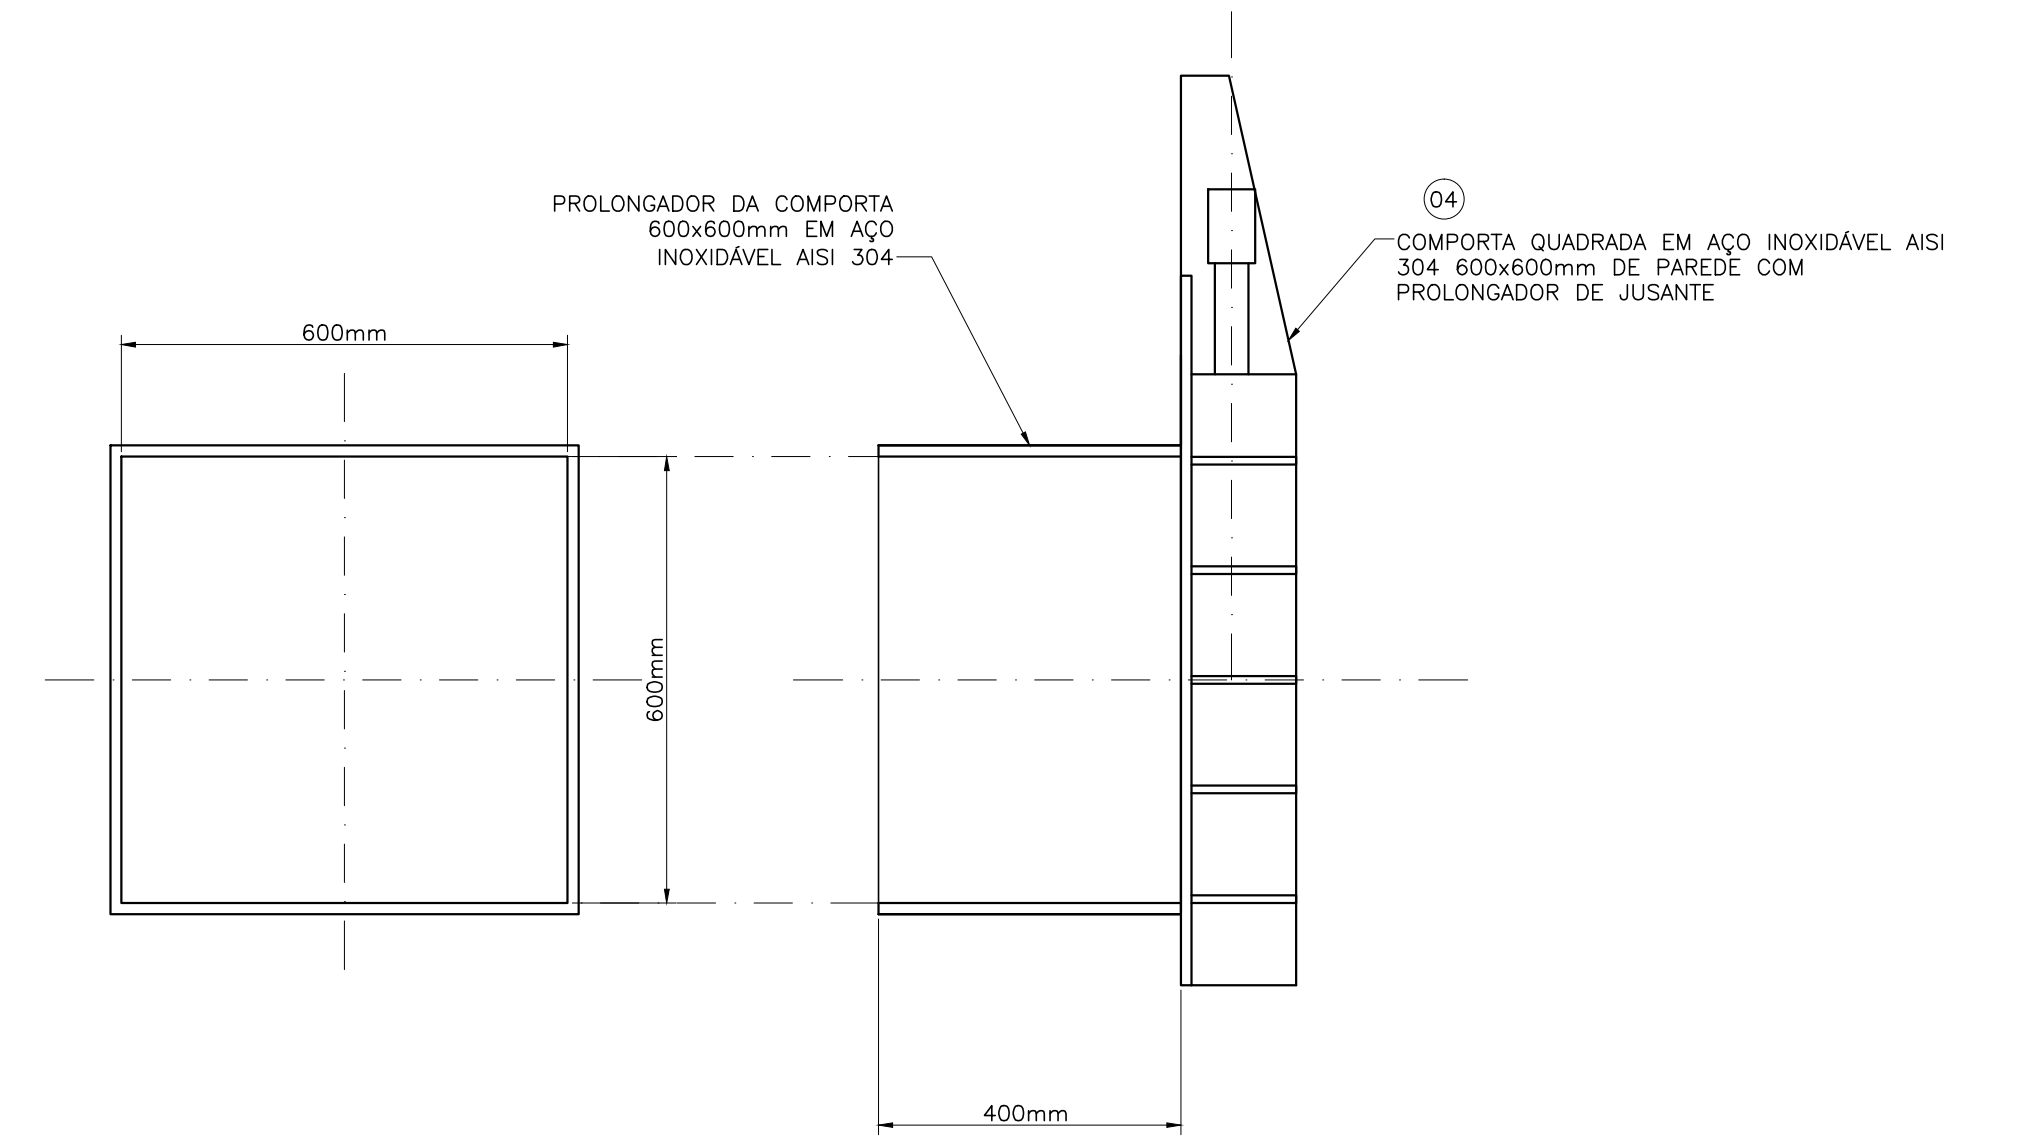 PROLONGADOR DA COMPORTA
600x600mm EM AÇO
INOXIDÁVEL AISI 304
04
COMPORTA QUADRADA EM AÇO INOXIDÁVEL AISI
304 600x600mm DE PAREDE COM
PROLONGADOR DE JUSANTE
600mm
600mm
400mm